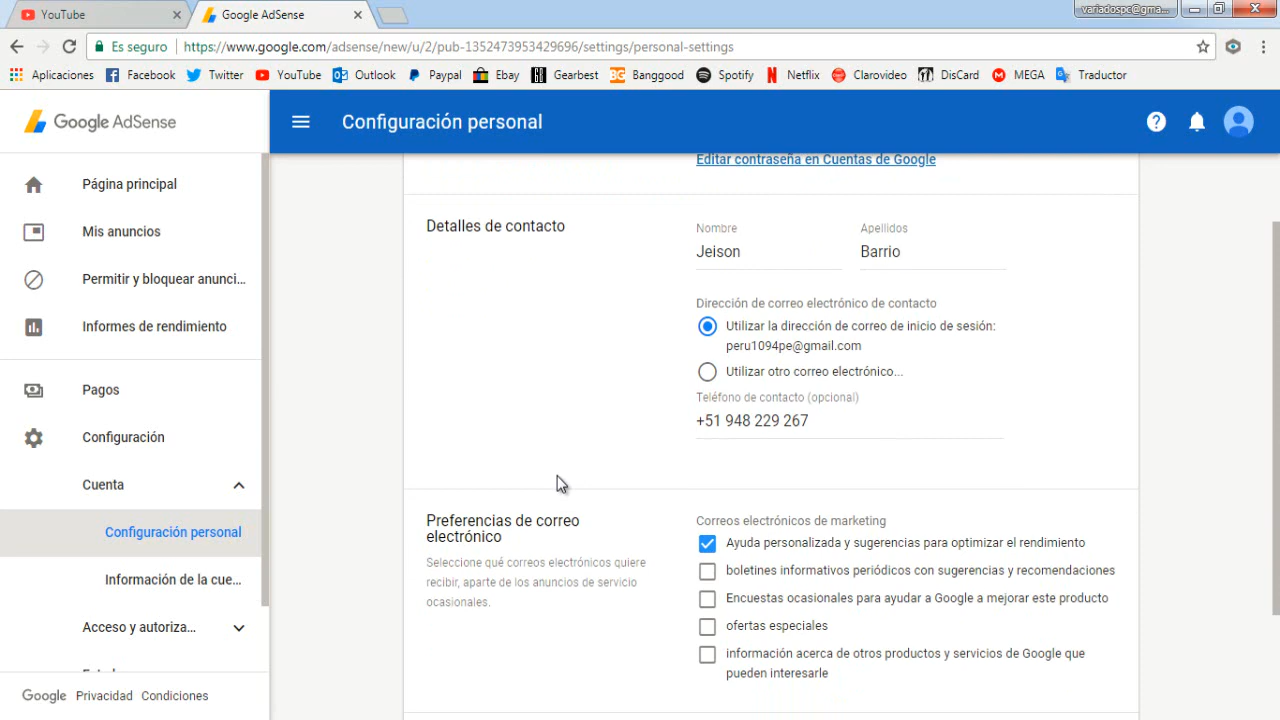 YouTube
Google AdSense
variadospc@gma...
Es seguro
https://www.google.com/adsense/new/u/2/pub-1352473953429696/settings/personal-settings
Aplicaciones
Facebook
Twitter
YouTube
Outlook
Paypal
Ebay
Gearbest
Banggood
Spotify
Netflix
Clarovideo
DisCard
MEGA
Traductor
Google AdSense
Configuración personal
Página principal
Mis anuncios
Permitir y bloquear anunci...
Informes de rendimiento
Pagos
Configuración
Cuenta
Configuración personal
Información de la cue...
Acceso y autoriza...
Google Privacidad Condiciones
Editar contraseña en Cuentas de Google
Detalles de contacto
Nombre
Apellidos
Jeison
Barrio
Dirección de correo electrónico de contacto
Utilizar la dirección de correo de inicio de sesión:
peru1094pe@gmail.com
Utilizar otro correo electrónico...
Teléfono de contacto (opcional)
+51 948 229 267
Preferencias de correo
electrónico
Seleccione qué correos electrónicos quiere
recibir, aparte de los anuncios de servicio
ocasionales.
Correos electrónicos de marketing
Ayuda personalizada y sugerencias para optimizar el rendimiento
boletines informativos periódicos con sugerencias y recomendaciones
Encuestas ocasionales para ayudar a Google a mejorar este producto
ofertas especiales
información acerca de otros productos y servicios de Google que
pueden interesarle